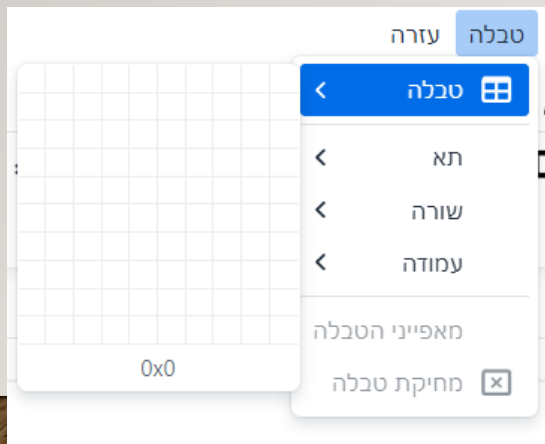 טבלה עזרה
טבלה
תא
שורה
עמודה
מאפייני הטבלה
מחיקת טבלה
0x0